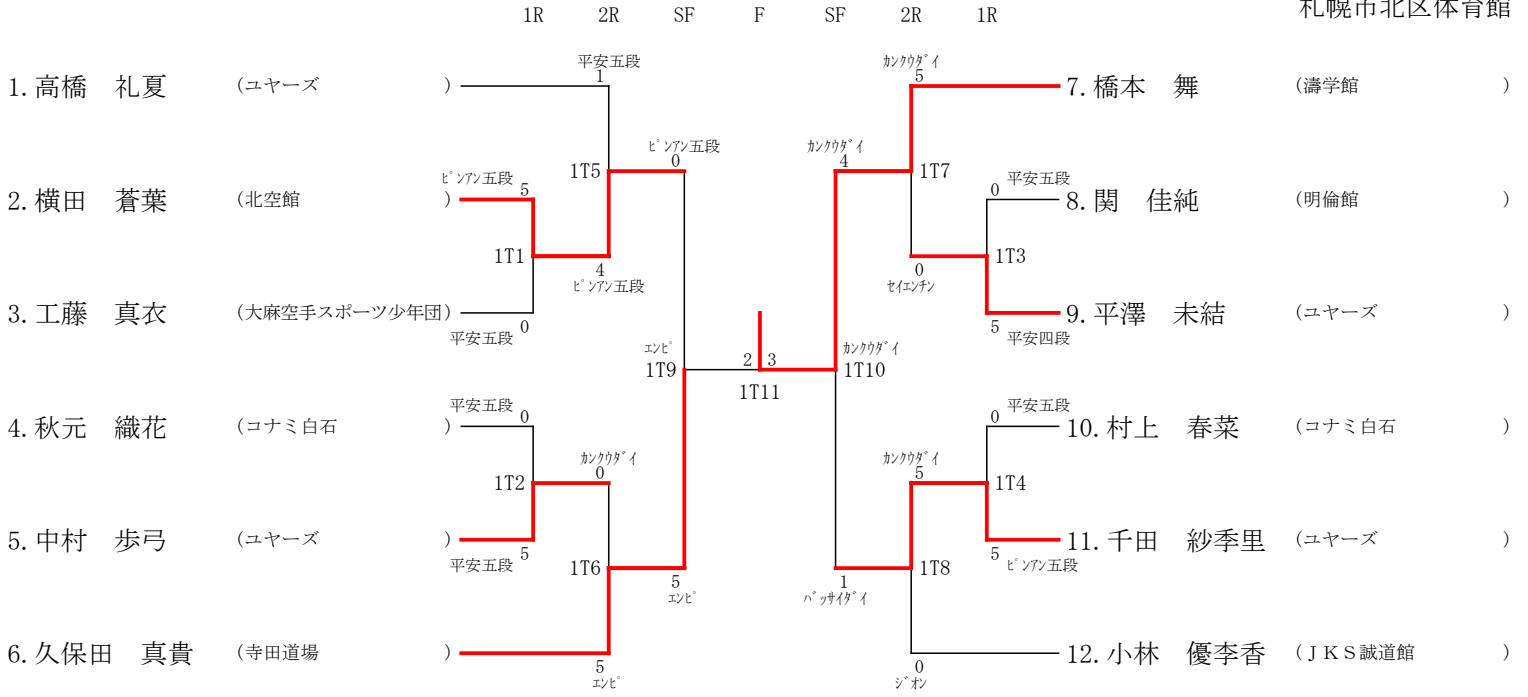 1R 2R SF F SF 2R 1R 札幌市北区体育館
平安五段 カンクウダイ
1 5
1. 高橋 礼夏 (ユヤーズ ) 7. 橋本 舞 (濤学館 )
ピンアン五段 カンクウダイ
0 4
1T5 1T7
ピンアン五段 5 0 平安五段
2. 横田 蒼葉 (北空館 ) 8. 関 佳純 (明倫館 )
1T1 1T3
4 0
ピンアン五段 セイエンチン
3. 工藤 真衣 (大麻空手スポーツ少年団) 9. 平澤 未結 (ユヤーズ )
平安五段 0 5 平安四段
エンピ 2 3 カンクウダイ
1T9 1T10
1T11
平安五段 0 0 平安五段
4. 秋元 織花 (コナミ白石 ) 10. 村上 春菜 (コナミ白石 )
カンクウダイ カンクウダイ
0 5
1T2 1T4
5. 中村 歩弓 (ユヤーズ ) 11. 千田 紗季里 (ユヤーズ )
平安五段 5 5 ピンアン五段
1T6 1T8
5 1
エンピ バッサイダイ
6. 久保田 真貴 (寺田道場 ) 12. 小林 優李香 (ＪＫＳ誠道館 )
5 0
エンピ ジオン